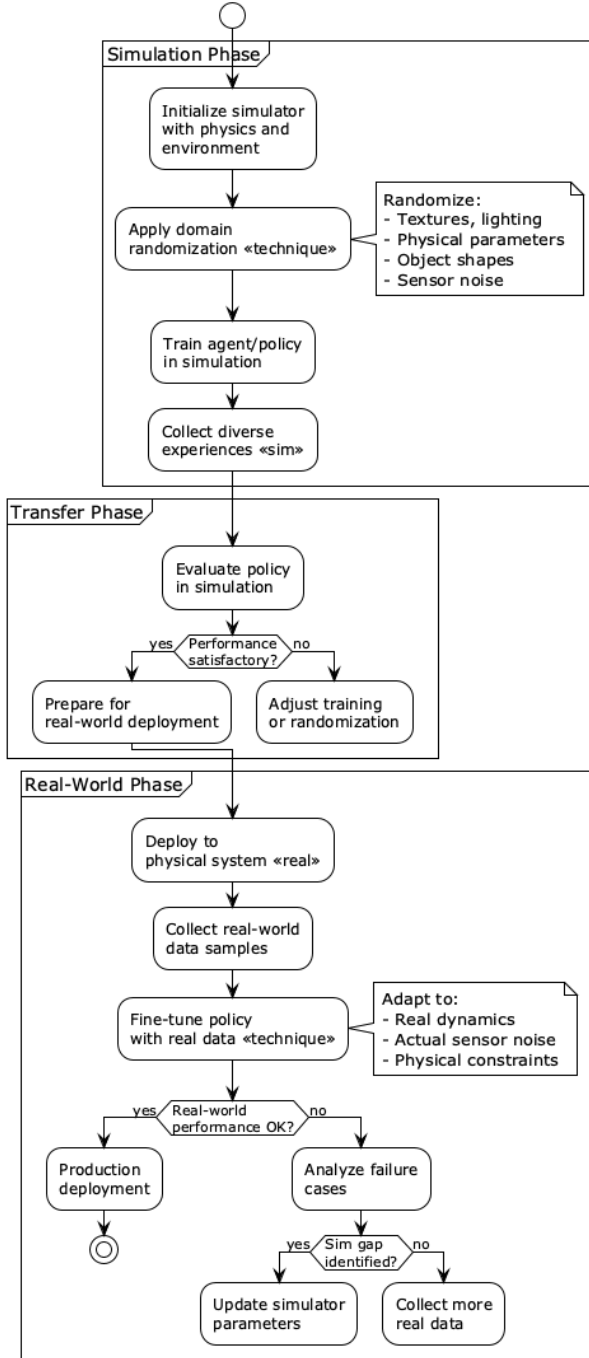 Simulation Phase
Initialize simulator
with physics and
environment
Apply domain
randomization «technique»
Randomize:
- Textures, lighting
- Physical parameters
- Object shapes
- Sensor noise
Train agent/policy
in simulation
Collect diverse
experiences «sim»
Transfer Phase
Evaluate policy
in simulation
yes
Performance
satisfactory?
no
Prepare for
real-world deployment
Adjust training
or randomization
Real-World Phase
Deploy to
physical system «real»
Collect real-world
data samples
Fine-tune policy
with real data «technique»
Adapt to:
- Real dynamics
- Actual sensor noise
- Physical constraints
yes
Real-world
performance OK?
no
Production
deployment
Analyze failure
cases
yes
Sim gap
identified?
no
Update simulator
parameters
Collect more
real data